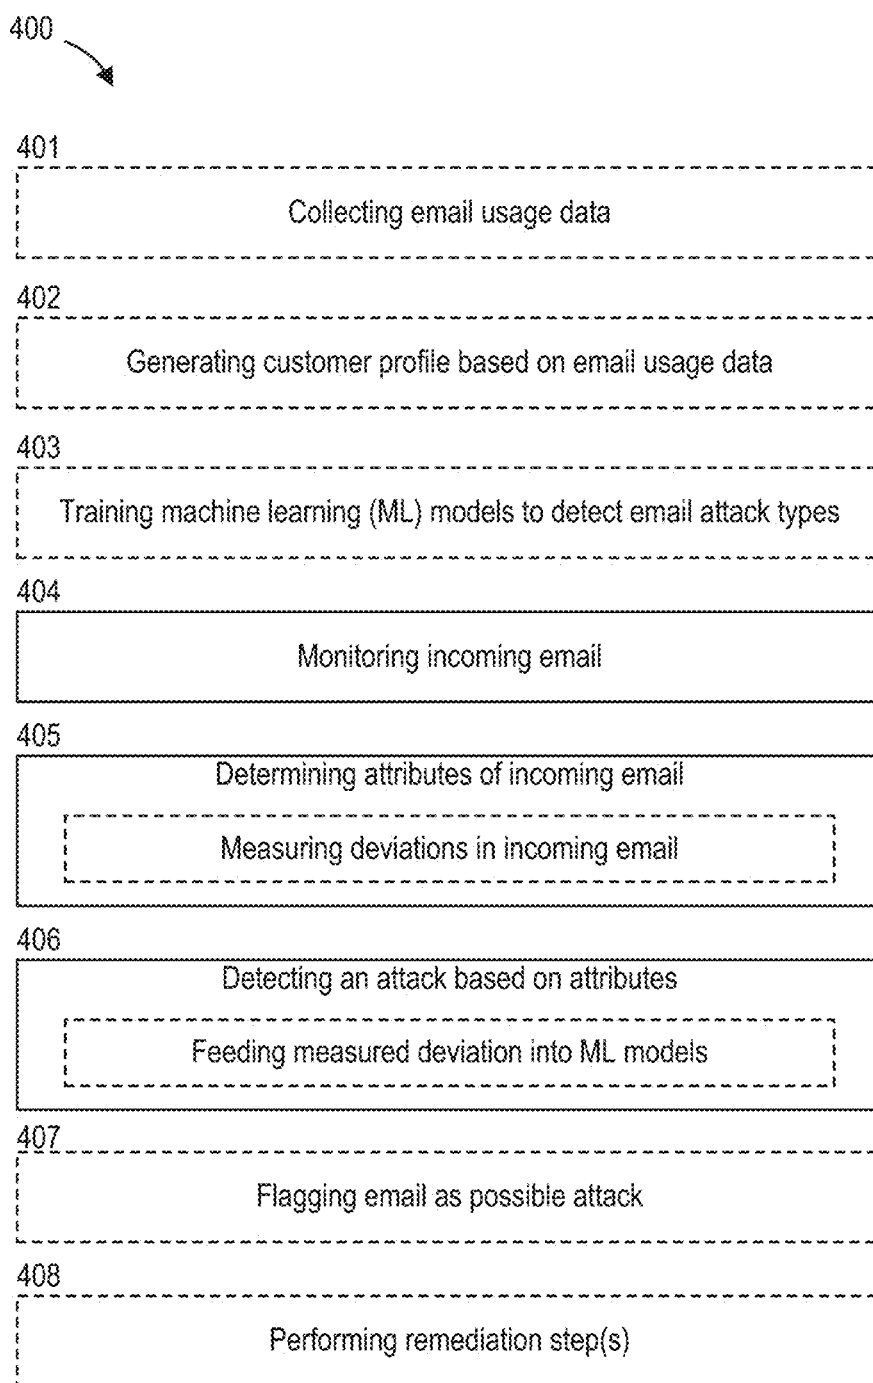 400
401
Collecting email usage data
402
Generating customer profile based on email usage data
403
Training machine learning (ML) models to detect email attack types
404
Monitoring incoming email
405
Determining attributes of incoming email
Measuring deviations in incoming email
406
Detecting an attack based on attributes
Feeding measured deviation into ML models
407
Flagging email as possible attack
408
Performing remediation step(s)